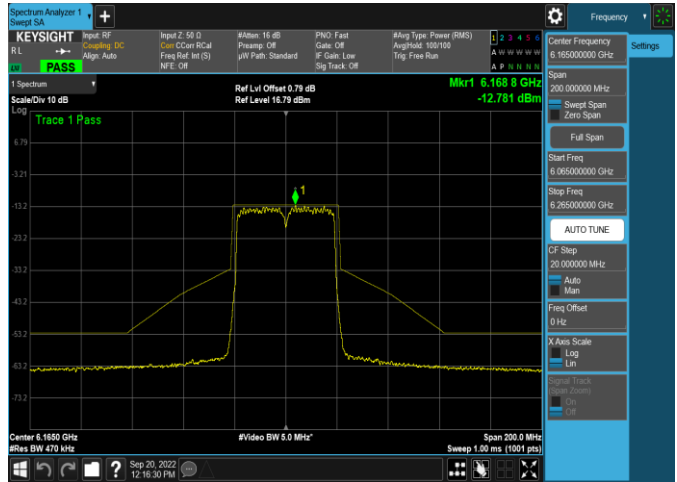 Spectrum Analyzer 1
Swept SA
+
Frequency
KEYSIGHT
RL
LXI
PASS
Input: RF
Coupling: DC
Align: Auto
Input Z: 50 Ω
Corr CCorr RCal
Freq Ref: Int (S)
NFE: Off
#Atten: 16 dB
Preamp: Off
µW Path: Standard
PNO: Fast
Gate: Off
IF Gain: Low
Sig Track: Off
#Avg Type: Power (RMS)
Avg|Hold: 100/100
Trig: Free Run
1 2 3 4 5 6
A W W W W W
A P N N N N
1 Spectrum
Scale/Div 10 dB
Log
Ref Lvl Offset 0.79 dB
Ref Level 16.79 dBm
Mkr1 6.168 8 GHz
-12.781 dBm
Trace 1 Pass
1
6.79
-3.21
-13.2
-23.2
-33.2
-43.2
-53.2
-63.2
-73.2
Center 6.1650 GHz
#Res BW 470 kHz
#Video BW 5.0 MHz*
Span 200.0 MHz
Sweep 1.00 ms (1001 pts)
Sep 20, 2022
12:16:30 PM
?
Center Frequency
6.165000000 GHz
Settings
Span
200.000000 MHz
Swept Span
Zero Span
Full Span
Start Freq
6.065000000 GHz
Stop Freq
6.265000000 GHz
AUTO TUNE
CF Step
20.000000 MHz
Auto
Man
Freq Offset
0 Hz
X Axis Scale
Log
Lin
Signal Track
(Span Zoom)
On
Off